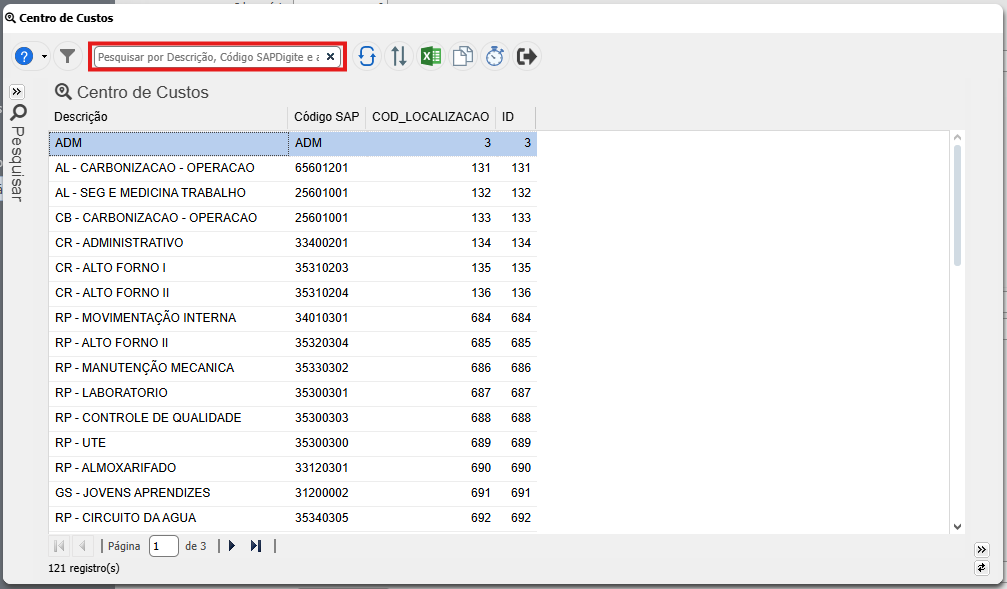 Centro de Custos
?
Pesquisar por Descrição, Código SAPDigite e a
Pesquisar
Centro de Custos
Descrição Código SAP COD_LOCALIZACAO ID
ADM ADM 3 3
AL - CARBONIZACAO - OPERACAO 65601201 131 131
AL - SEG E MEDICINA TRABALHO 25601001 132 132
CB - CARBONIZACAO - OPERACAO 25601001 133 133
CR - ADMINISTRATIVO 33400201 134 134
CR - ALTO FORNO I 35310203 135 135
CR - ALTO FORNO II 35310204 136 136
RP - MOVIMENTAÇÃO INTERNA 34010301 684 684
RP - ALTO FORNO II 35320304 685 685
RP - MANUTENÇÃO MECANICA 35330302 686 686
RP - LABORATORIO 35300301 687 687
RP - CONTROLE DE QUALIDADE 35300303 688 688
RP - UTE 35300300 689 689
RP - ALMOXARIFADO 33120301 690 690
GS - JOVENS APRENDIZES 31200002 691 691
RP - CIRCUITO DA AGUA 35340305 692 692
Página 1 de 3
121 registro(s)